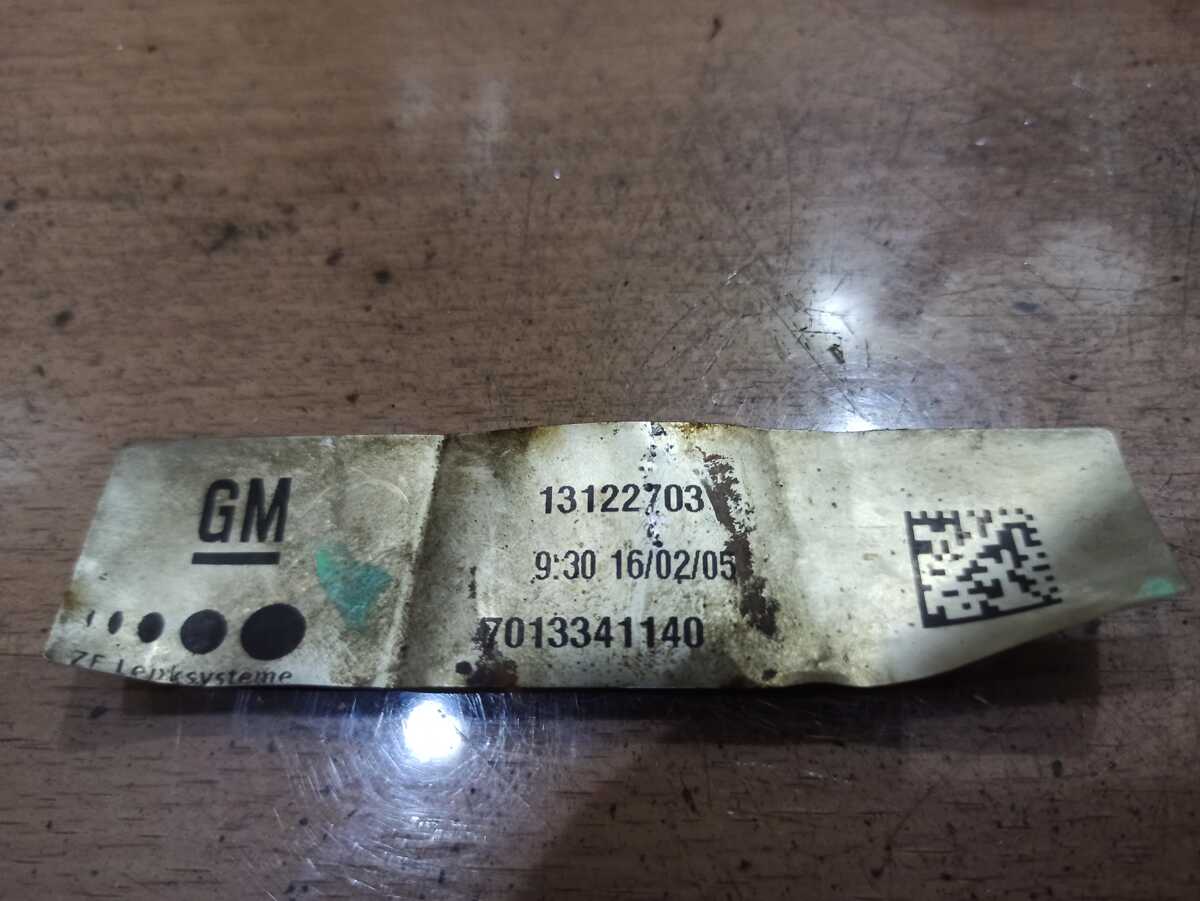 GM
13122703
9:30 16/02/05
7013341140
ZF Lenksysteme